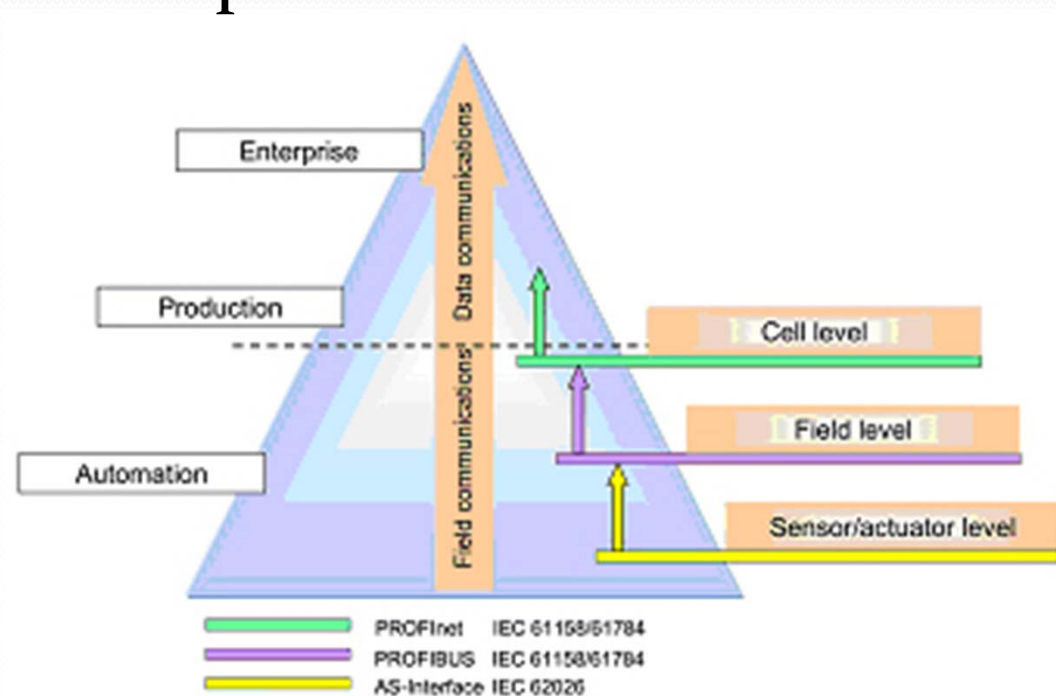 Enterprise
Data communications
Production
Cell level
Field communications
Field level
Automation
Sensor/actuator level
PROFInet IEC 61158/61784
PROFIBUS IEC 61158/61784
AS-Interface IEC 62026